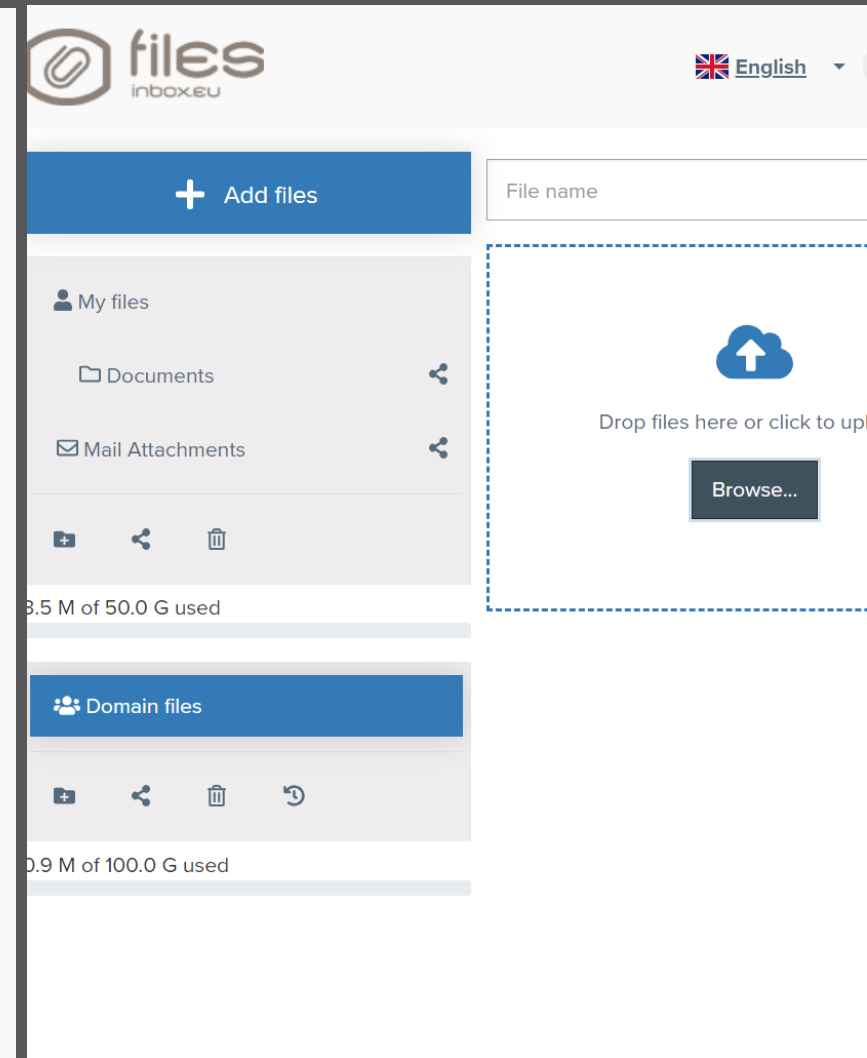 files
inbox.eu
English
Add files
File name
My files
Documents
Mail Attachments
Drop files here or click to upl
Browse...
.5 M of 50.0 G used
Domain files
.9 M of 100.0 G used